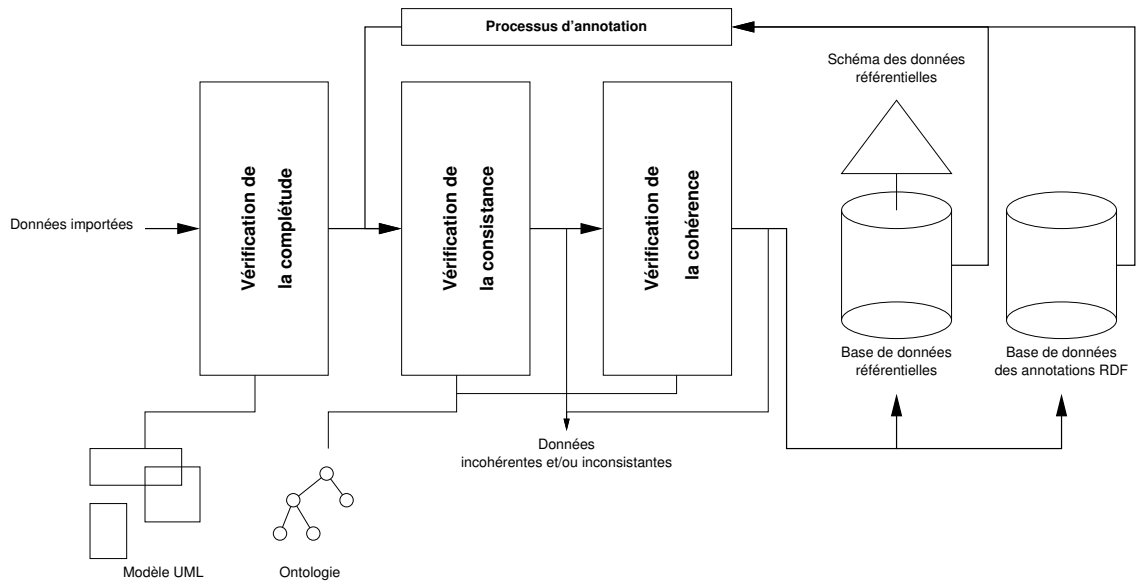 Processus d'annotation
Schéma des données
référentielles
Données importées
Vérification de
la complétude
Vérification de
la consistance
Vérification de
la cohérence
Base de données
référentielles
Base de données
des annotations RDF
Données
incohérentes et/ou inconsistantes
Modèle UML
Ontologie